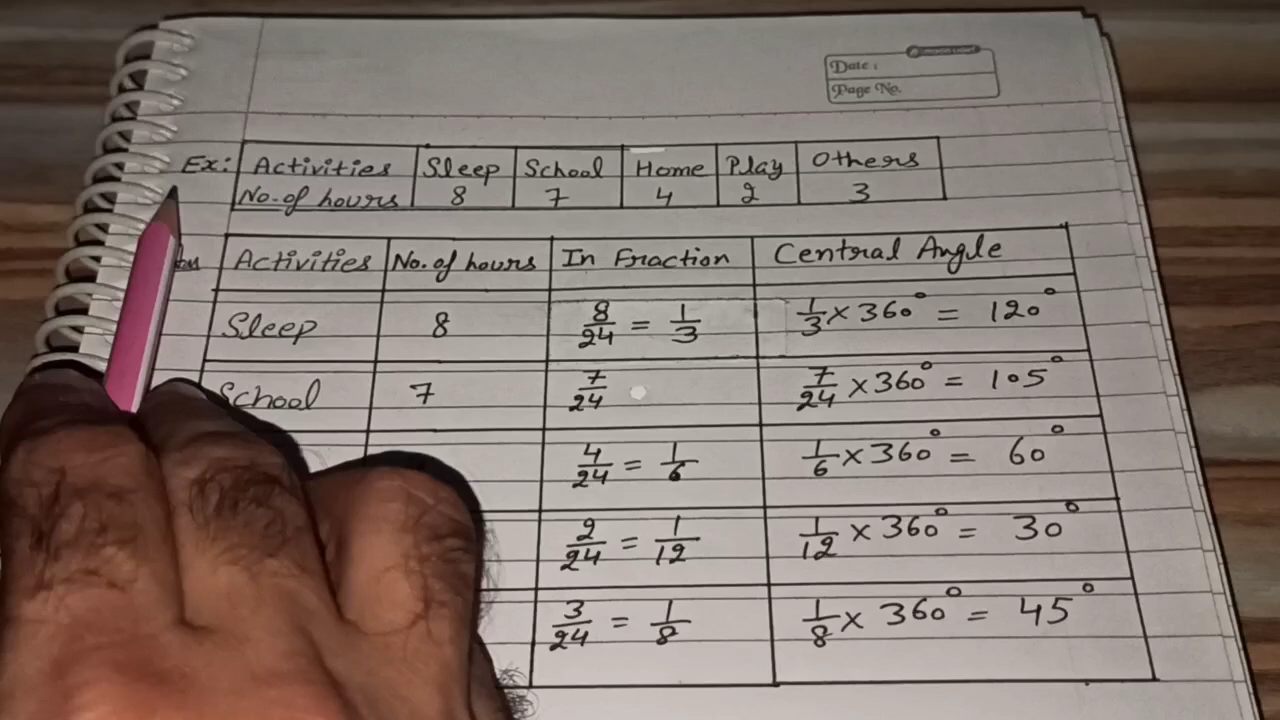 Date :
Page No.
Ex: Activities Sleep School Home Play Others
No. of hours 8 7 4 2 3
Activities No. of hours In Fraction Central Angle
Sleep 8 8/24 = 1/3 1/3 × 360° = 120°
School 7 7/24 7/24 × 360° = 105°
4/24 = 1/6 1/6 × 360° = 60°
2/24 = 1/12 1/12 × 360° = 30°
3/24 = 1/8 1/8 × 360° = 45°